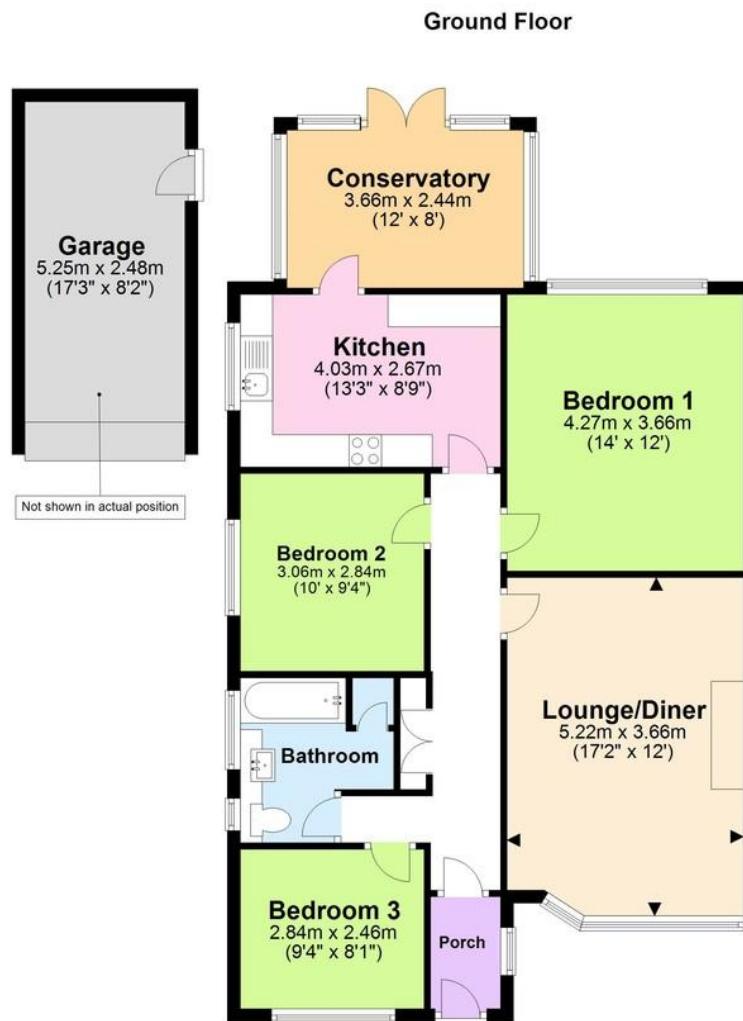 Ground Floor
Garage
5.25m x 2.48m
(17'3" x 8'2")
Not shown in actual position
Conservatory
3.66m x 2.44m
(12' x 8')
Kitchen
4.03m x 2.67m
(13'3" x 8'9")
Bedroom 1
4.27m x 3.66m
(14' x 12')
Bedroom 2
3.06m x 2.84m
(10' x 9'4")
Lounge/Diner
5.22m x 3.66m
(17'2" x 12')
Bathroom
Bedroom 3
2.84m x 2.46m
(9'4" x 8'1")
Porch